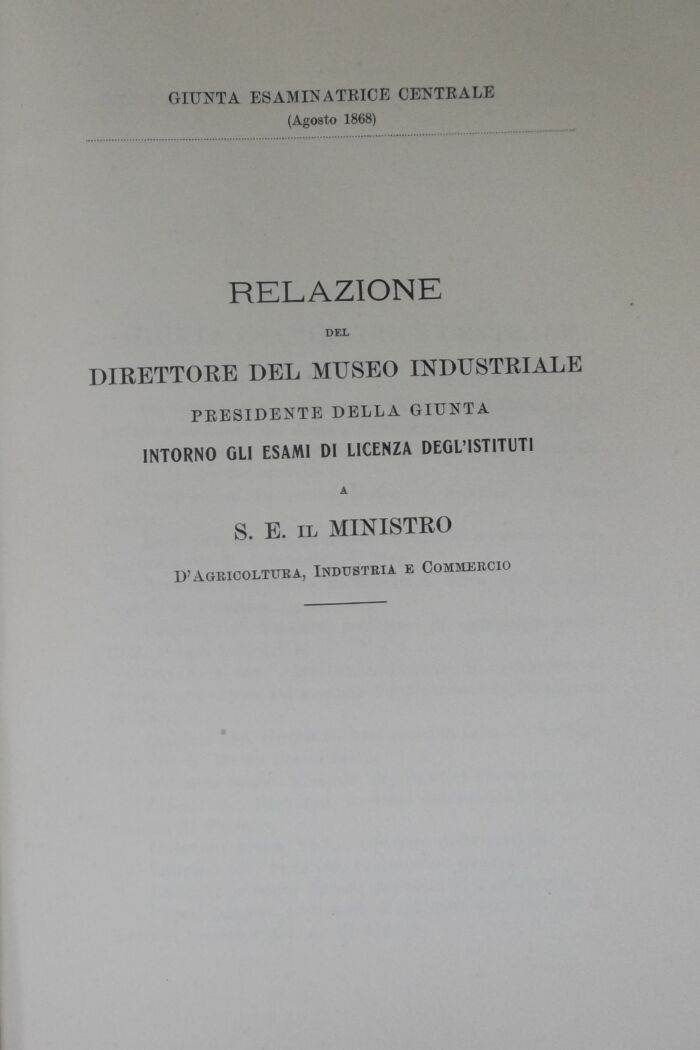 GIUNTA ESAMINATRICE CENTRALE
(Agosto 1868)
RELAZIONE
DEL
DIRETTORE DEL MUSEO INDUSTRIALE
PRESIDENTE DELLA GIUNTA
INTORNO GLI ESAMI DI LICENZA DEGL'ISTITUTI
A
S. E. IL MINISTRO
D'AGRICOLTURA, INDUSTRIA E COMMERCIO